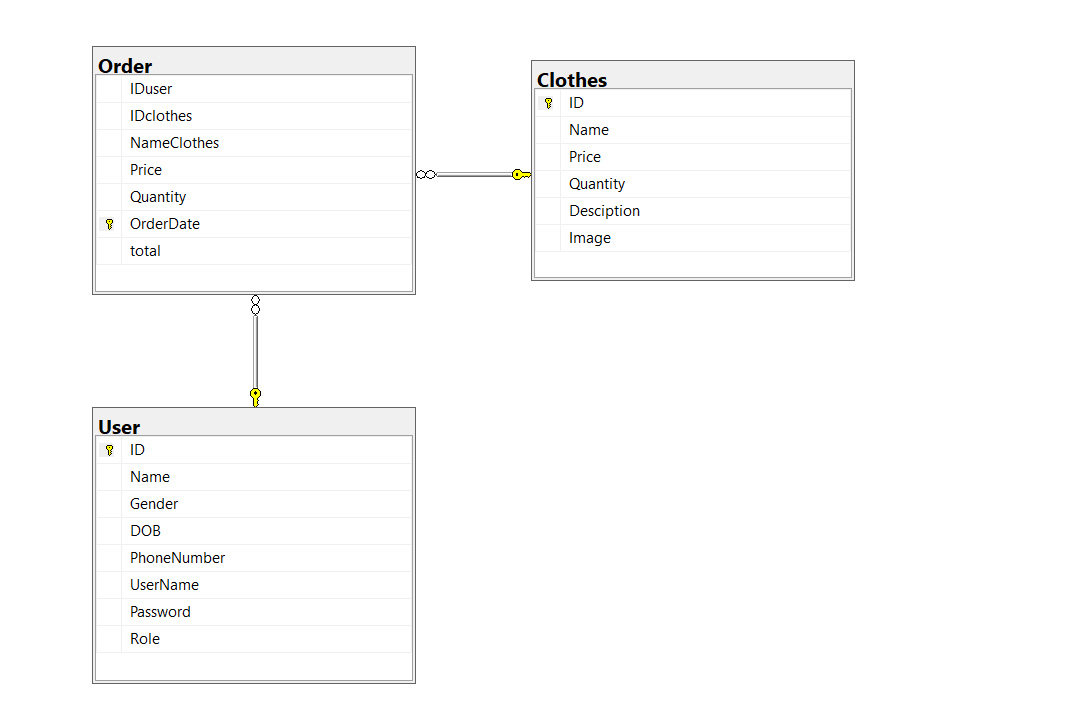 Order
IDuser
IDclothes
NameClothes
Price
Quantity
OrderDate
total
Clothes
ID
Name
Price
Quantity
Desciption
Image
User
ID
Name
Gender
DOB
PhoneNumber
UserName
Password
Role